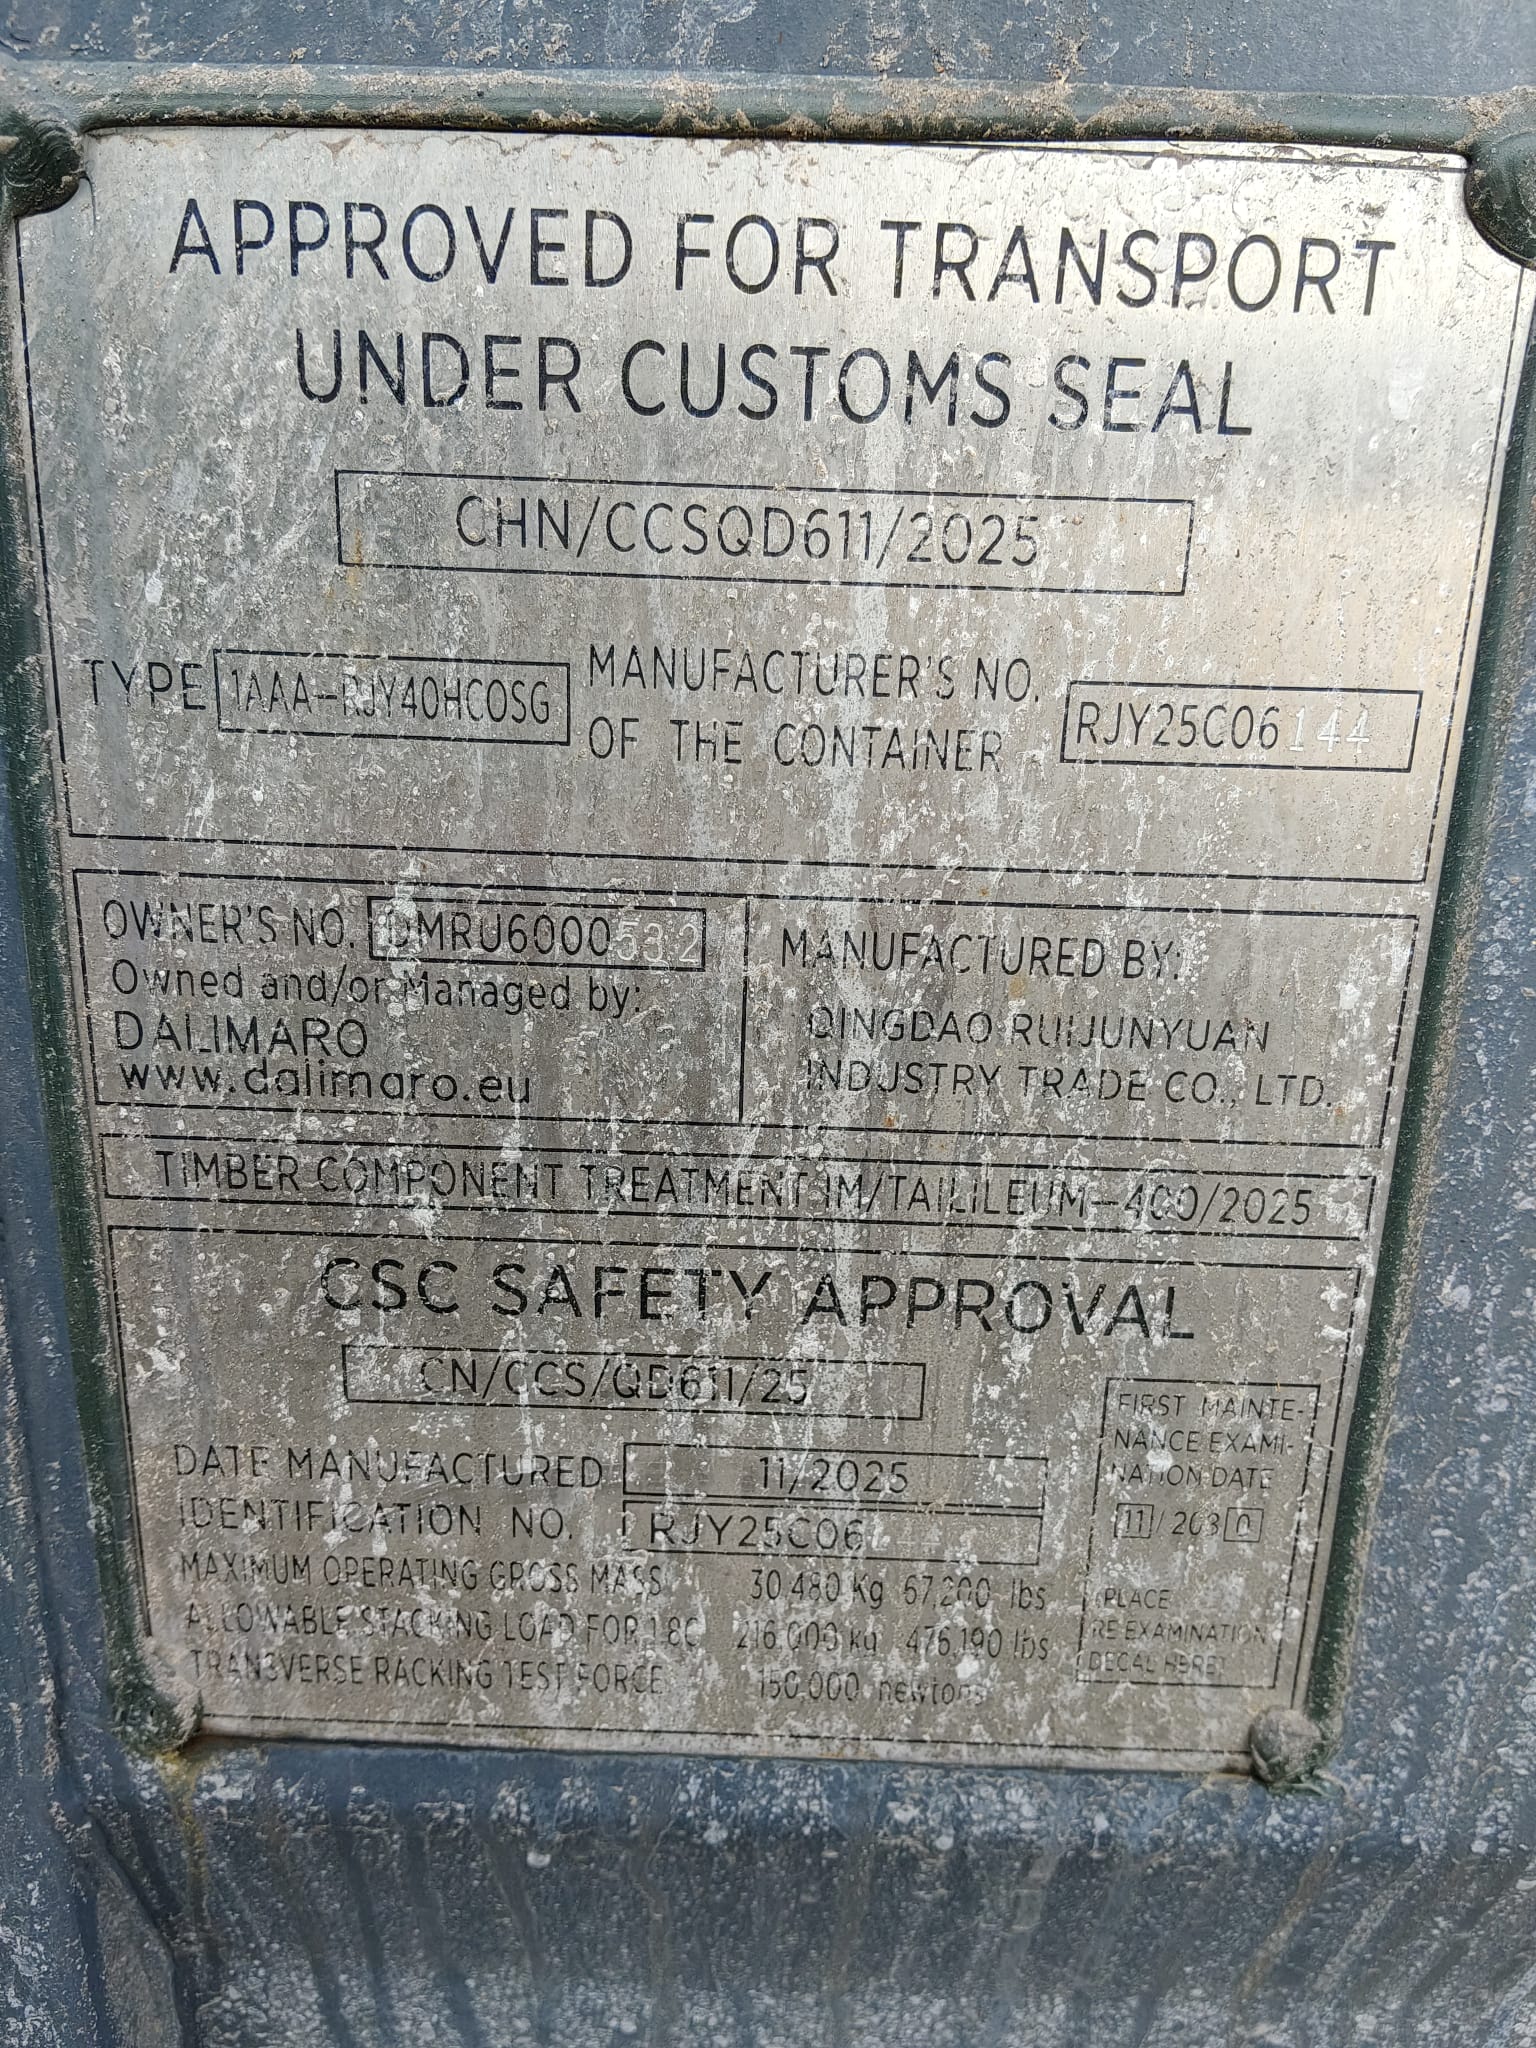 APPROVED FOR TRANSPORT
UNDER CUSTOMS SEAL
CHN/CCSQD611/2025
TYPE 1AAA-RJY40HC0SG
MANUFACTURER'S NO.
OF THE CONTAINER
RJY25C06144
OWNER'S NO. DMRU6000532
Owned and/or Managed by:
DALIMARO
www.dalimaro.eu
MANUFACTURED BY:
QINGDAO RUIJUNYUAN
INDUSTRY TRADE CO., LTD.
TIMBER COMPONENT TREATMENT IM/TAILILEUM-400/2025
CSC SAFETY APPROVAL
CN/CCS/QD611/25
DATE MANUFACTURED 11/2025
IDENTIFICATION NO. RJY25C06
MAXIMUM OPERATING GROSS MASS 30,480 Kg 67,200 lbs
ALLOWABLE STACKING LOAD FOR 1.8G 216,000 kg 476,190 lbs
TRANSVERSE RACKING TEST FORCE 150,000 newtons
FIRST MAINTE-
NANCE EXAMI-
NATION DATE
11/2030
(PLACE
RE EXAMINATION
DECAL HERE)